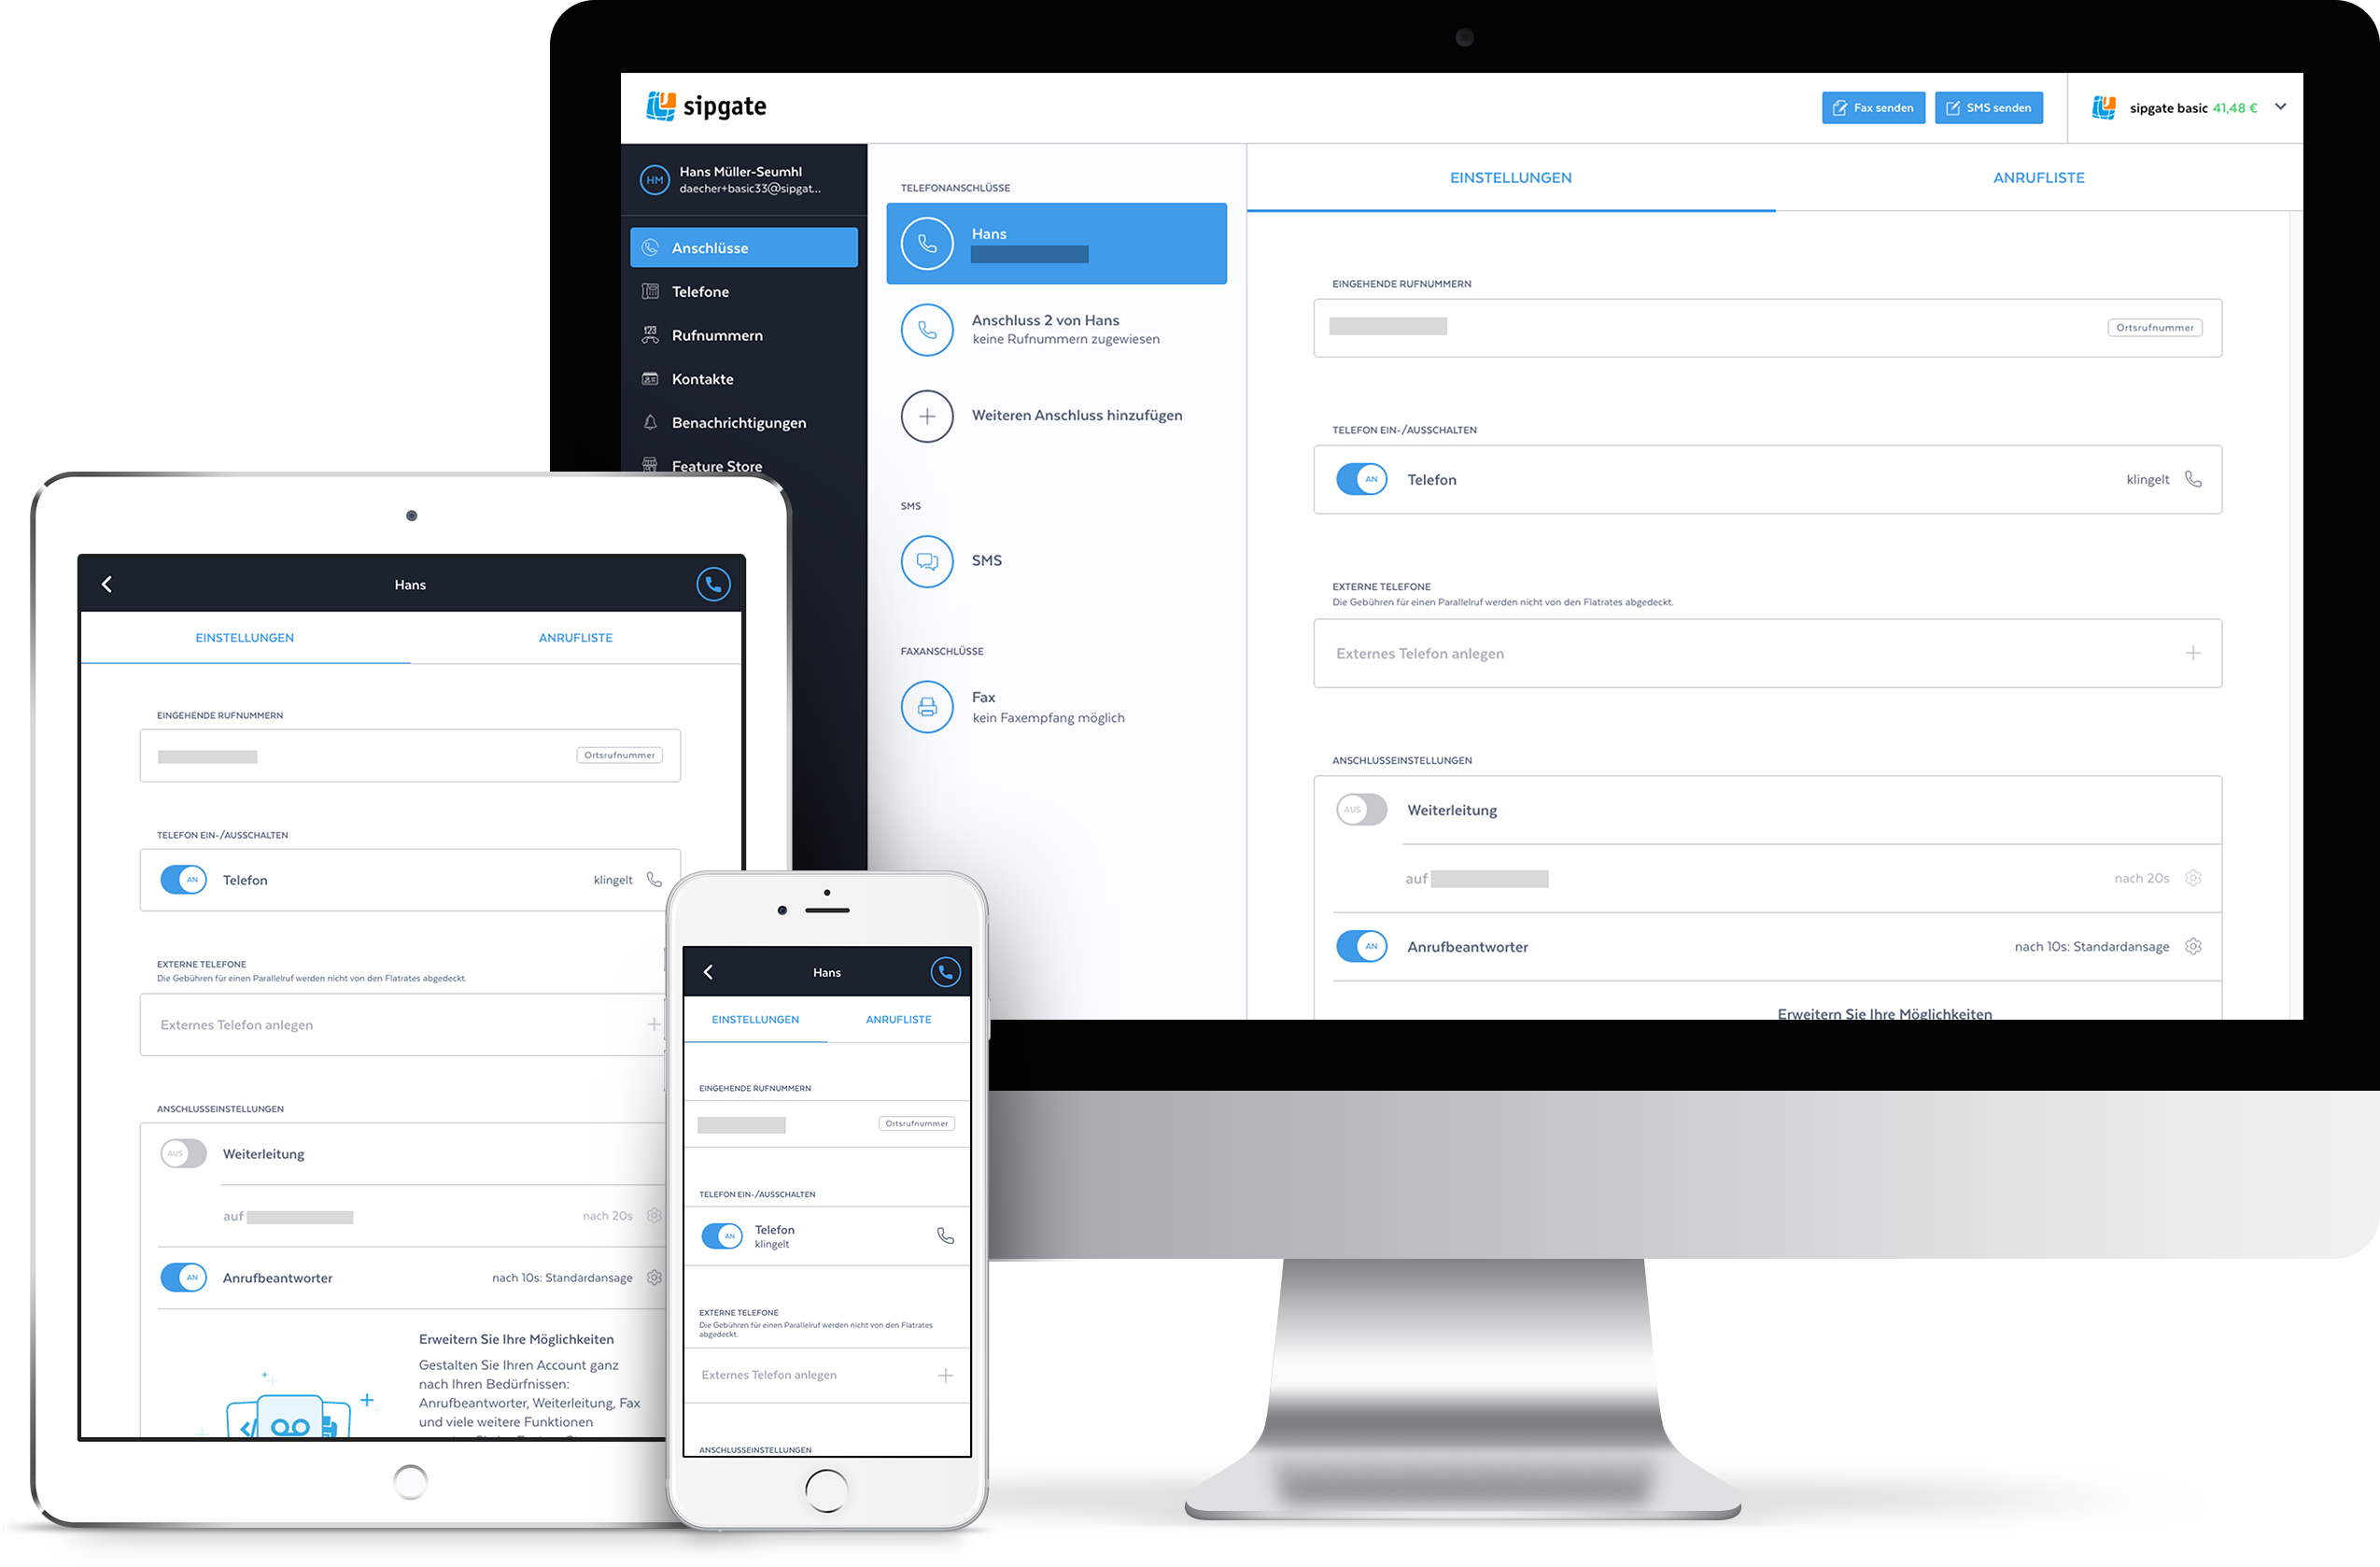 sipgate
Fax senden
SMS senden
sipgate basic 41,48 €
HM
Hans Müller-Seumhl
daecher+basic33@sipgat...
Anschlüsse
Telefone
123
Rufnummern
Kontakte
Benachrichtigungen
Feature Store
TELEFONANSCHLÜSSE
Hans
Anschluss 2 von Hans
keine Rufnummern zugewiesen
Weiteren Anschluss hinzufügen
SMS
SMS
FAXANSCHLÜSSE
Fax
kein Faxempfang möglich
EINSTELLUNGEN
ANRUFLISTE
EINGEHENDE RUFNUMMERN
Ortsrufnummer
TELEFON EIN-/AUSSCHALTEN
AN
Telefon
klingelt
EXTERNE TELEFONE
Die Gebühren für einen Parallelruf werden nicht von den Flatrates abgedeckt.
Externes Telefon anlegen
ANSCHLUSSEINSTELLUNGEN
AUS
Weiterleitung
auf
nach 20s
AN
Anrufbeantworter
nach 10s: Standardansage
Erweitern Sie Ihre Möglichkeiten
Hans
EINSTELLUNGEN
ANRUFLISTE
EINGEHENDE RUFNUMMERN
Ortsrufnummer
TELEFON EIN-/AUSSCHALTEN
AN
Telefon
klingelt
EXTERNE TELEFONE
Die Gebühren für einen Parallelruf werden nicht von den Flatrates abgedeckt.
Externes Telefon anlegen
ANSCHLUSSEINSTELLUNGEN
AUS
Weiterleitung
auf
nach 20s
AN
Anrufbeantworter
nach 10s: Standardansage
Erweitern Sie Ihre Möglichkeiten
Gestalten Sie Ihren Account ganz
nach Ihren Bedürfnissen:
Anrufbeantworter, Weiterleitung, Fax
und viele weitere Funktionen
Hans
EINSTELLUNGEN
ANRUFLISTE
EINGEHENDE RUFNUMMERN
Ortsrufnummer
TELEFON EIN-/AUSSCHALTEN
AN
Telefon
klingelt
EXTERNE TELEFONE
Die Gebühren für einen Parallelruf werden nicht von den Flatrates
abgedeckt.
Externes Telefon anlegen
ANSCHLUSSEINSTELLUNGEN